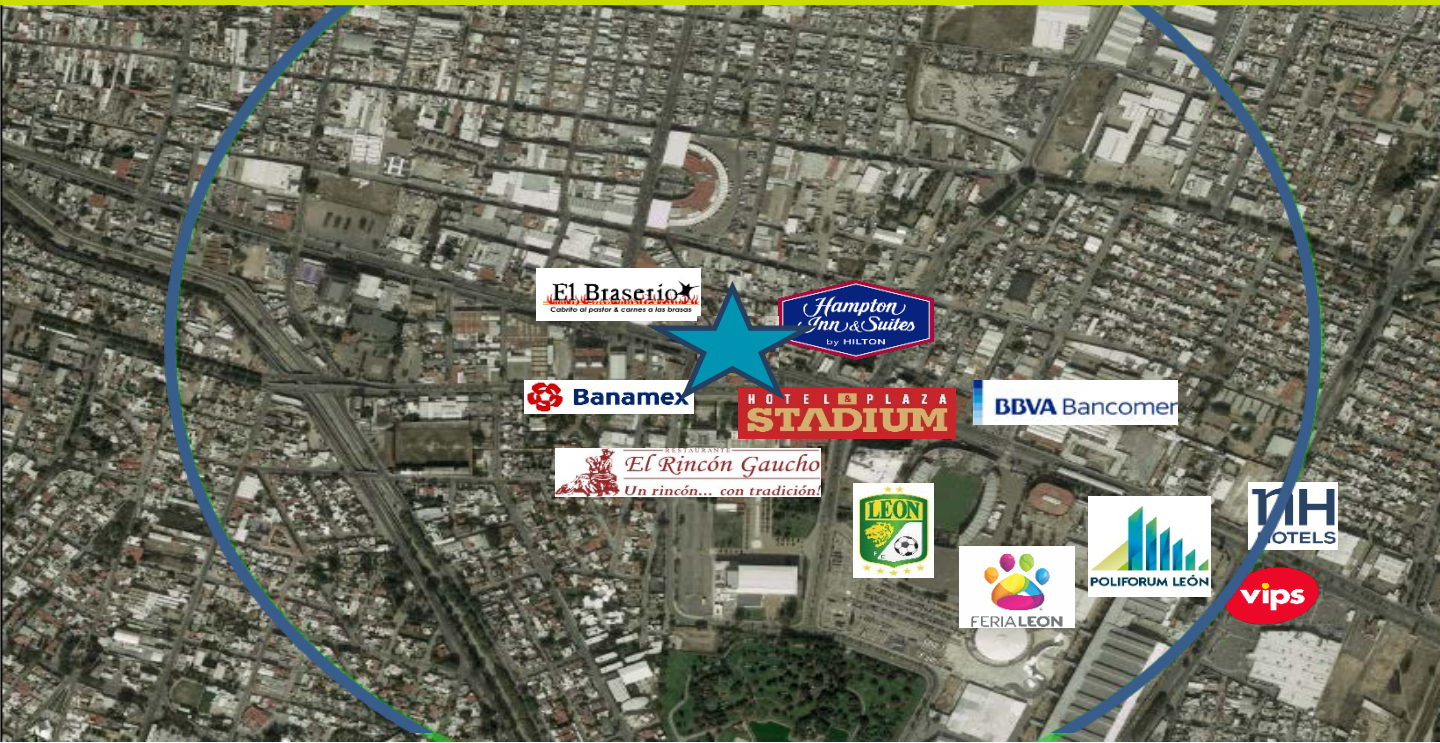 El Braserio
Cabrito al pastor & carnes a las brasas
Hampton
Inn & Suites
by HILTON
Banamex
HOTEL & PLAZA
STADIUM
BBVA Bancomer
RESTAURANTE
El Rincón Gaucho
Un rincón... con tradición!
LEON
F C
nH
HOTELS
POLIFORUM LEÓN
FERIALEON
vips